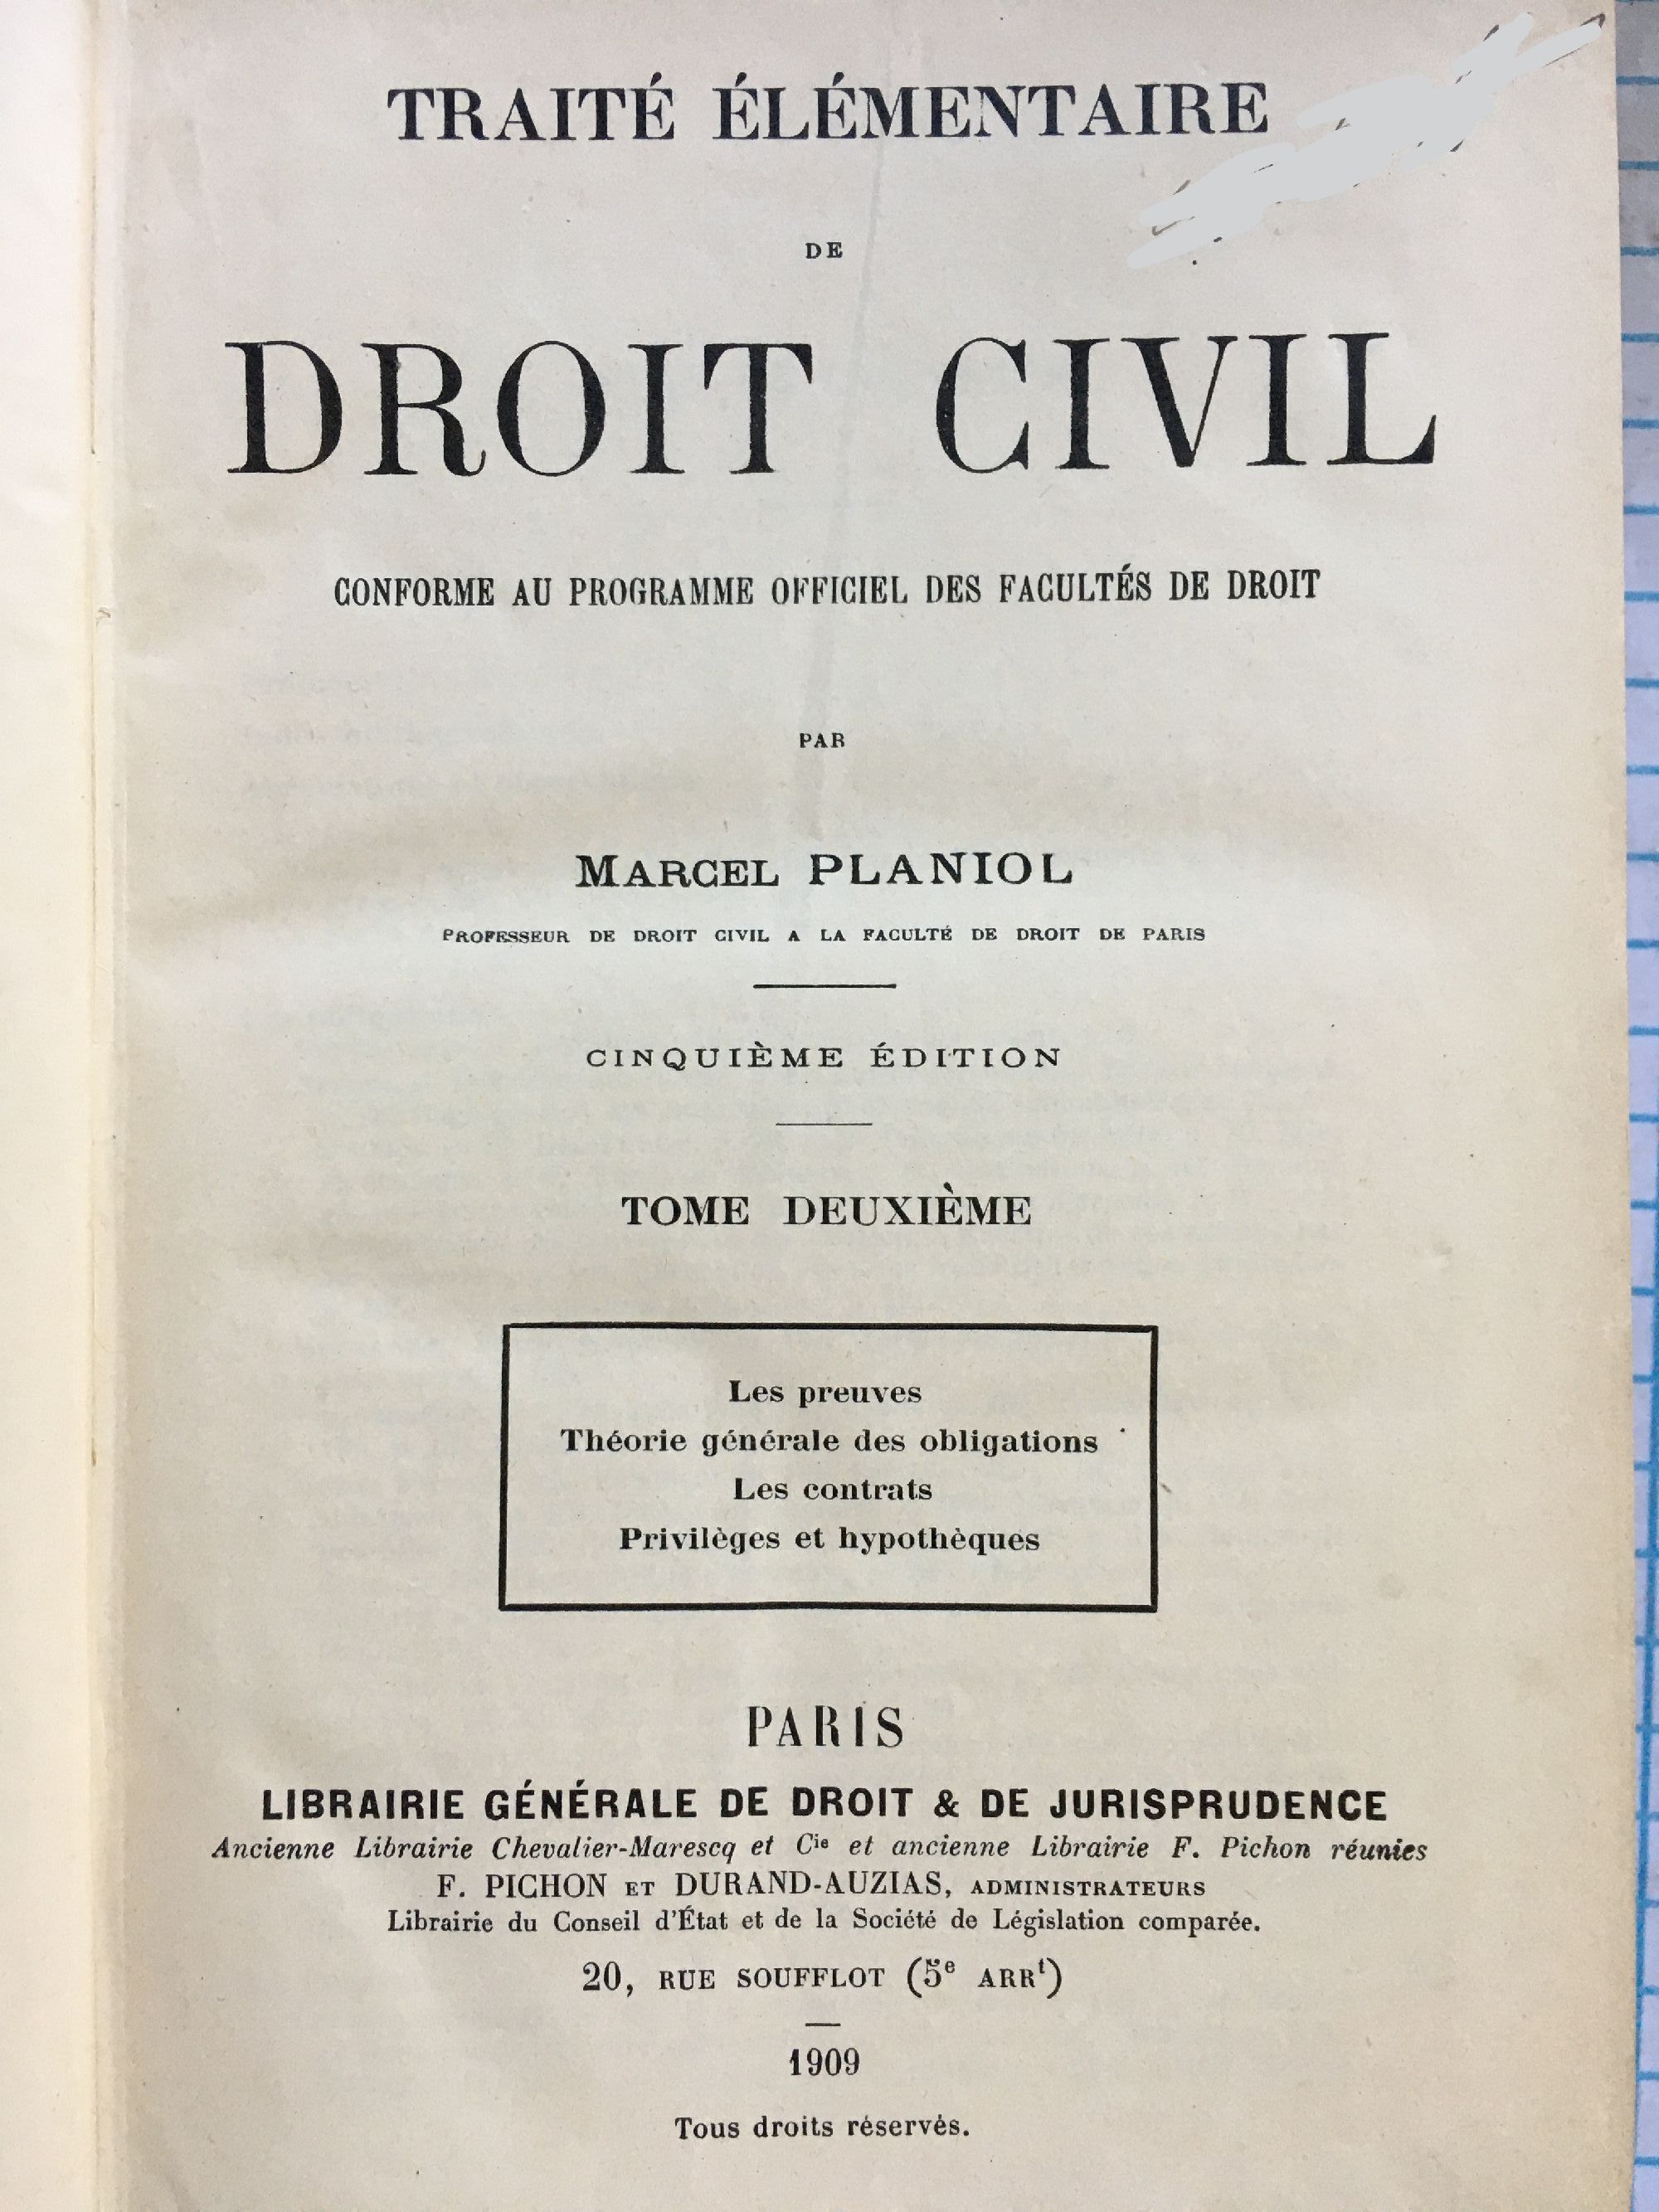 TRAITÉ ÉLÉMENTAIRE
DE
DROIT CIVIL
CONFORME AU PROGRAMME OFFICIEL DES FACULTÉS DE DROIT
PAR
MARCEL PLANIOL
PROFESSEUR DE DROIT CIVIL A LA FACULTÉ DE DROIT DE PARIS
CINQUIÈME ÉDITION
TOME DEUXIÈME
Les preuves
Théorie générale des obligations
Les contrats
Privilèges et hypothèques
PARIS
LIBRAIRIE GÉNÉRALE DE DROIT & DE JURISPRUDENCE
Ancienne Librairie Chevalier-Marescq et Cie et ancienne Librairie F. Pichon réunies
F. PICHON ET DURAND-AUZIAS, ADMINISTRATEURS
Librairie du Conseil d'État et de la Société de Législation comparée.
20, RUE SOUFFLOT (5e ARRt)
1909
Tous droits réservés.